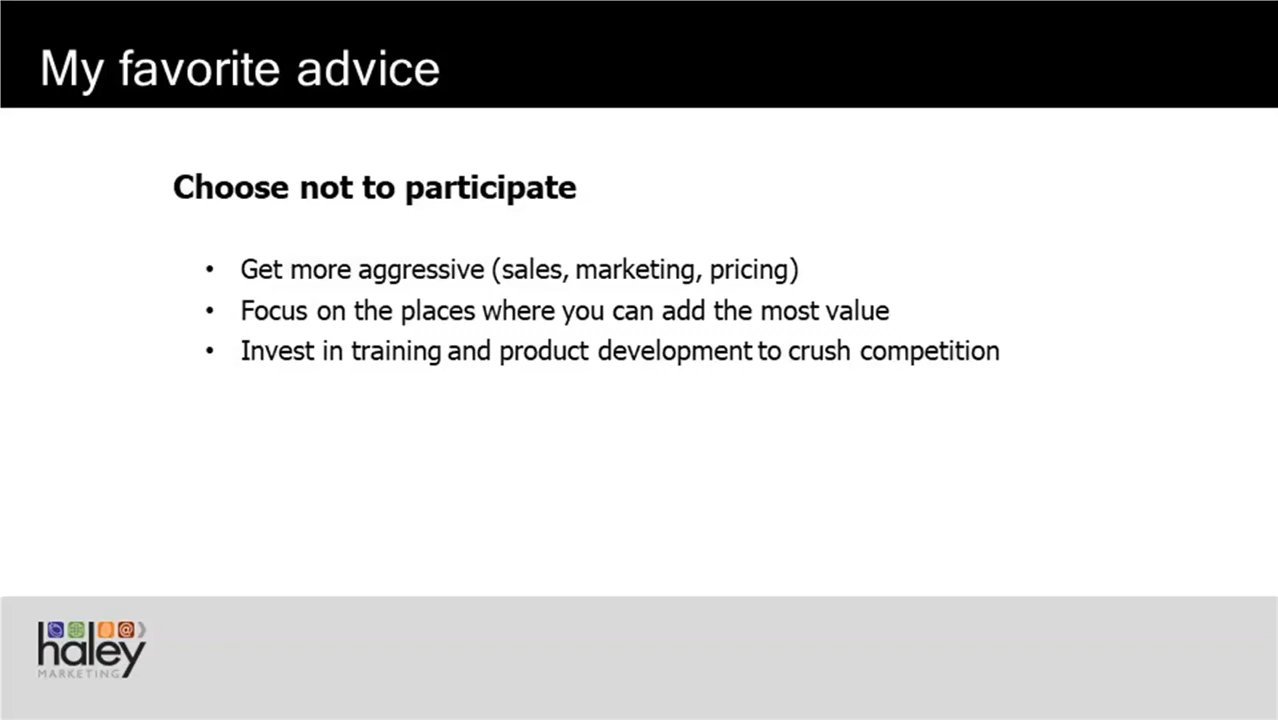 My favorite advice
Choose not to participate
• Get more aggressive (sales, marketing, pricing)
• Focus on the places where you can add the most value
• Invest in training and product development to crush competition
haley
MARKETING